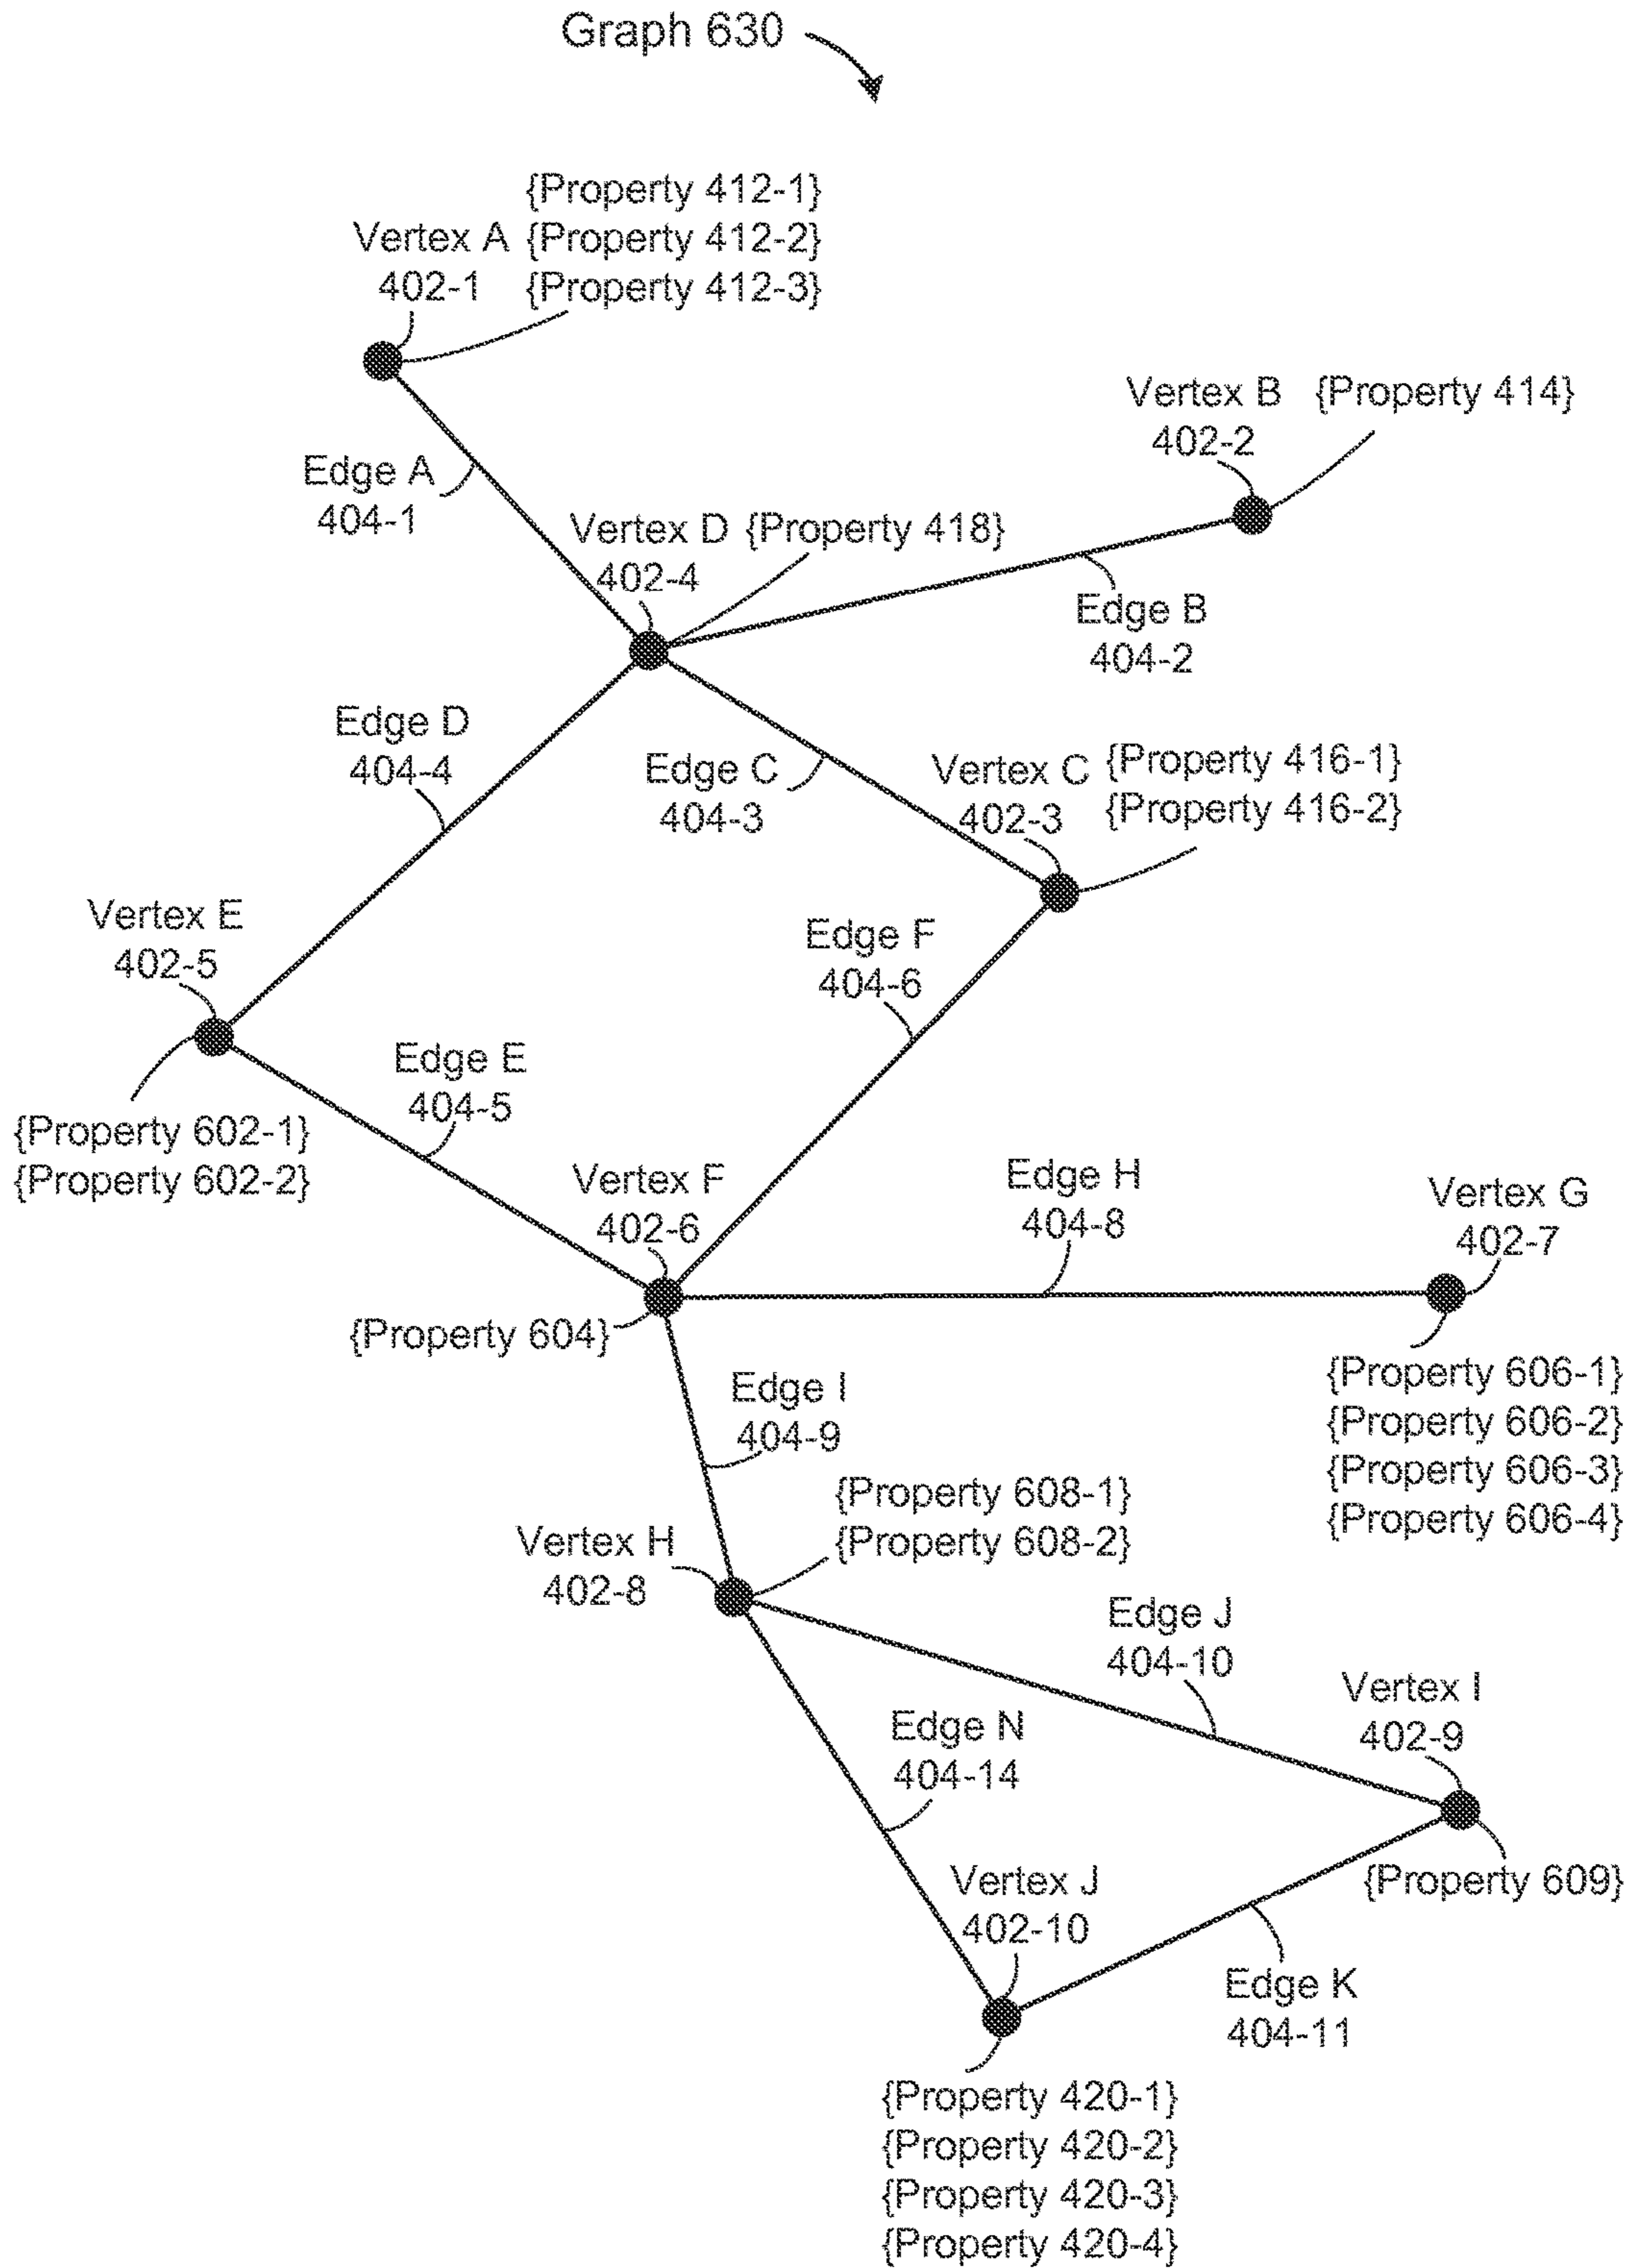 Graph 630
{Property 412-1}
Vertex A {Property 412-2}
402-1 {Property 412-3}
Vertex B {Property 414}
402-2
Edge A
404-1
Vertex D {Property 418}
402-4
Edge B
404-2
Edge D
404-4
Edge C
404-3
Vertex C {Property 416-1}
402-3 {Property 416-2}
Vertex E
402-5
Edge F
404-6
Edge E
404-5
{Property 602-1}
{Property 602-2}
Vertex F
402-6
Edge H
404-8
Vertex G
402-7
{Property 604}
{Property 606-1}
{Property 606-2}
{Property 606-3}
{Property 606-4}
Edge I
404-9
{Property 608-1}
{Property 608-2}
Vertex H
402-8
Edge J
404-10
Vertex I
402-9
Edge N
404-14
{Property 609}
Vertex J
402-10
Edge K
404-11
{Property 420-1}
{Property 420-2}
{Property 420-3}
{Property 420-4}